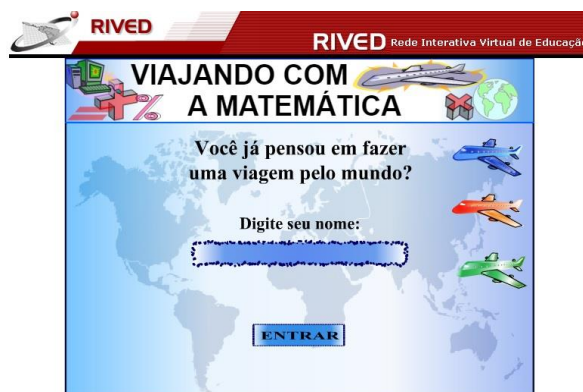 RIVED
RIVED Rede Interativa Virtual de Educação
VIAJANDO COM
A MATEMÁTICA
Você já pensou em fazer
uma viagem pelo mundo?
Digite seu nome:
ENTRAR